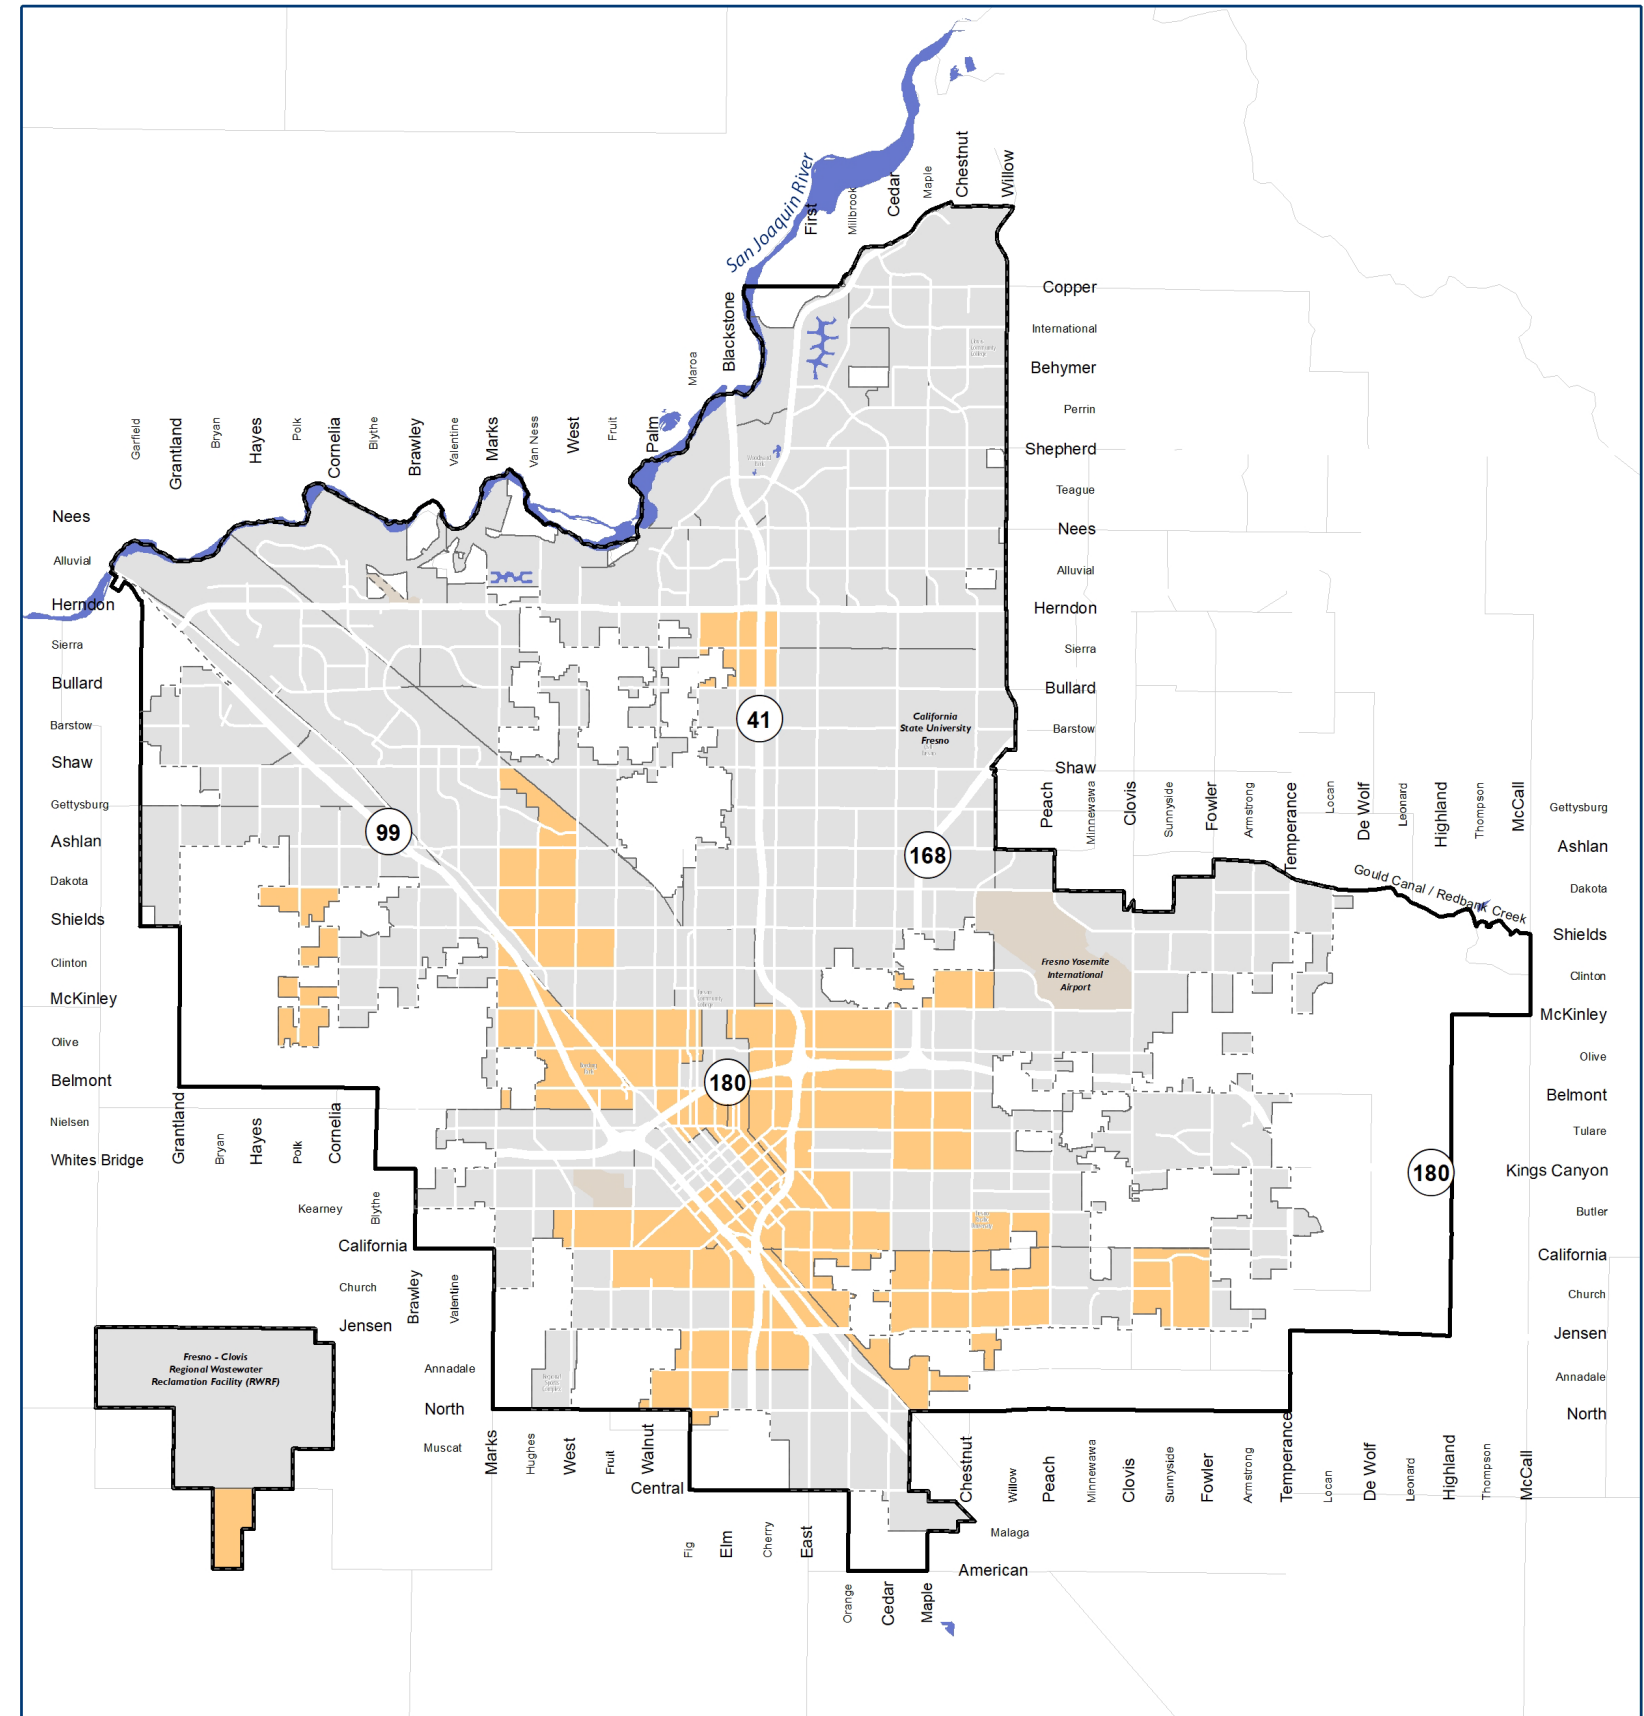 San Joaquin River
First
Millbrook
Cedar
Maple
Chestnut
Willow
Maroa
Blackstone
Copper
International
Behymer
Perrin
Shepherd
Teague
Nees
Alluvial
Herndon
Sierra
Bullard
Barstow
Shaw
Garfield
Grantland
Bryan
Hayes
Polk
Cornelia
Blythe
Brawley
Valentine
Marks
Van Ness
West
Fruit
Palm
Nees
Alluvial
Herndon
Sierra
Bullard
Barstow
Shaw
Gettysburg
Ashlan
Dakota
Shields
Clinton
McKinley
Olive
Belmont
Nielsen
Whites Bridge
41
California
State University
Fresno
99
168
Peach
Minnewawa
Clovis
Sunnyside
Fowler
Armstrong
Temperance
Locan
De Wolf
Leonard
Highland
Thompson
McCall
Gettysburg
Ashlan
Dakota
Gould Canal / Redbank Creek
Shields
Clinton
McKinley
Olive
Belmont
Tulare
Kings Canyon
Butler
California
Church
Jensen
Annadale
North
Fresno Yosemite
International
Airport
180
180
Grantland
Bryan
Hayes
Polk
Cornelia
Kearney
Blythe
California
Church
Brawley
Valentine
Jensen
Annadale
North
Muscat
Fresno - Clovis
Regional Wastewater
Reclamation Facility (RWRF)
Regional
Sports
Complex
Marks
Hughes
West
Fruit
Walnut
Central
Fig
Elm
Cherry
East
Orange
Cedar
Maple
Chestnut
Willow
Peach
Minnewawa
Clovis
Sunnyside
Fowler
Armstrong
Temperance
Locan
De Wolf
Leonard
Highland
Thompson
McCall
Malaga
American